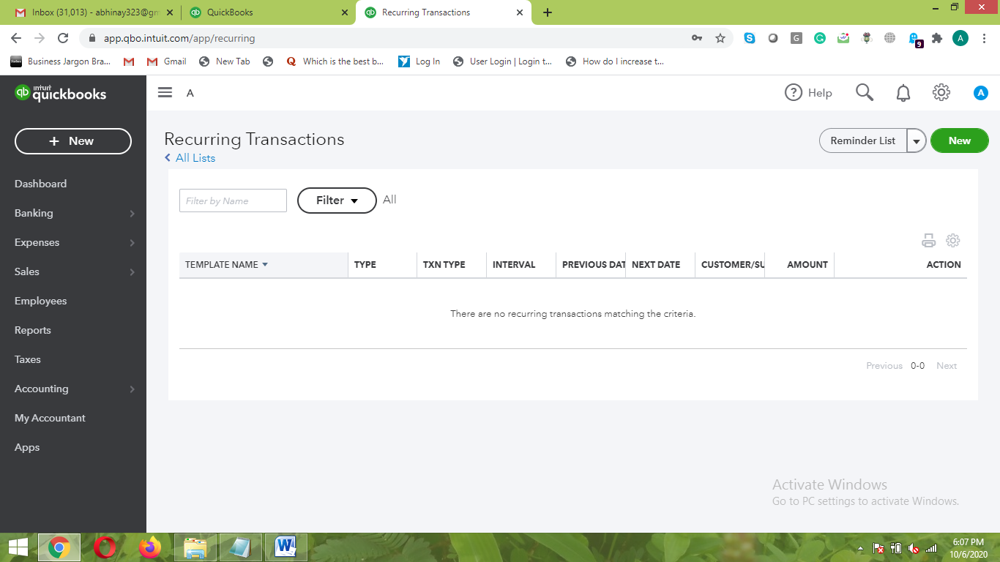 Inbox (31,013) - abhinay323@gm
QuickBooks
Recurring Transactions
app.qbo.intuit.com/app/recurring
G
A
9
Business Jargon Bra...
Gmail
New Tab
Which is the best b...
Log In
User Login | Login t...
How do I increase t...
qb intuit quickbooks
A
Help
A
+ New
Recurring Transactions
Reminder List
New
All Lists
Dashboard
Banking
Expenses
Sales
Employees
Reports
Taxes
Accounting
My Accountant
Apps
Filter by Name
Filter
All
TEMPLATE NAME TYPE TXN TYPE INTERVAL PREVIOUS DAT NEXT DATE CUSTOMER/SU AMOUNT ACTION
There are no recurring transactions matching the criteria.
Previous 0-0 Next
Activate Windows
Go to PC settings to activate Windows.
6:07 PM
10/6/2020